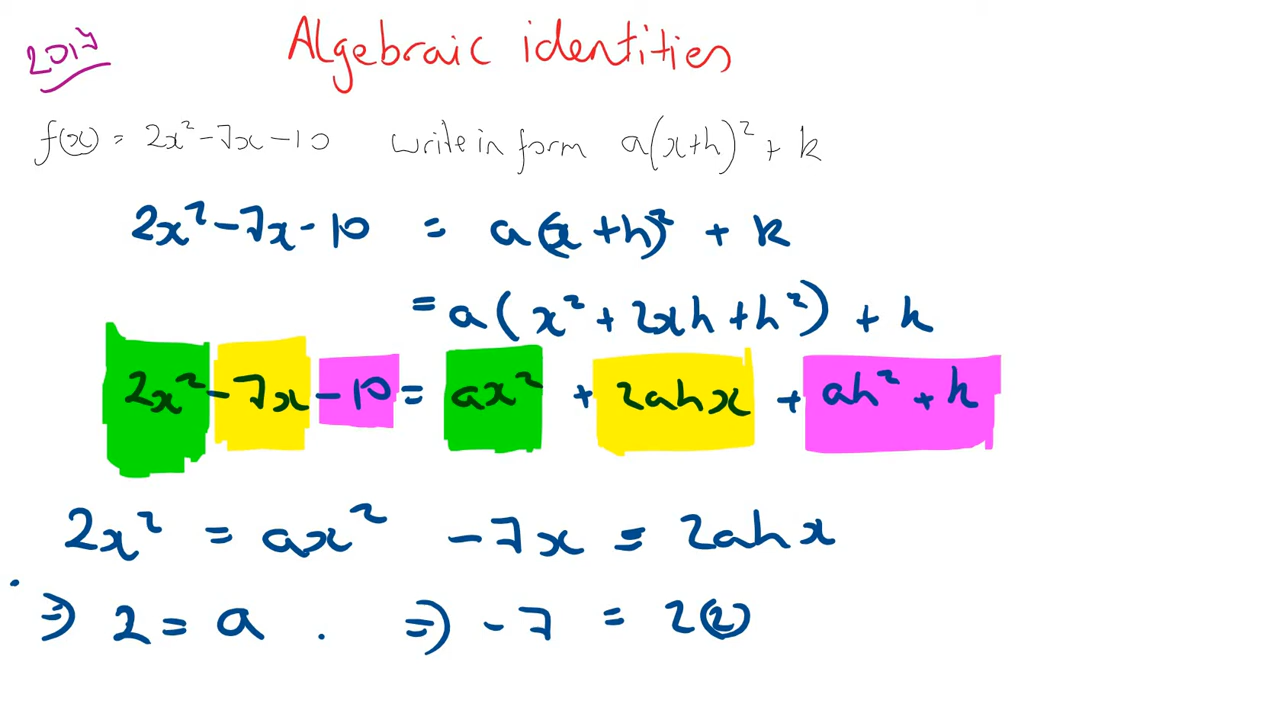 2017
Algebraic identities
f(x) = 2x² - 7x - 10 write in form a(x+h)² + k
2x² - 7x - 10 = a(x + h)² + k
= a(x² + 2xh + h²) + k
2x² - 7x - 10 = ax² + 2ahx + ah² + k
2x² = ax² -7x = 2ahx
⇒ 2 = a . ⇒ -7 = 2(2)